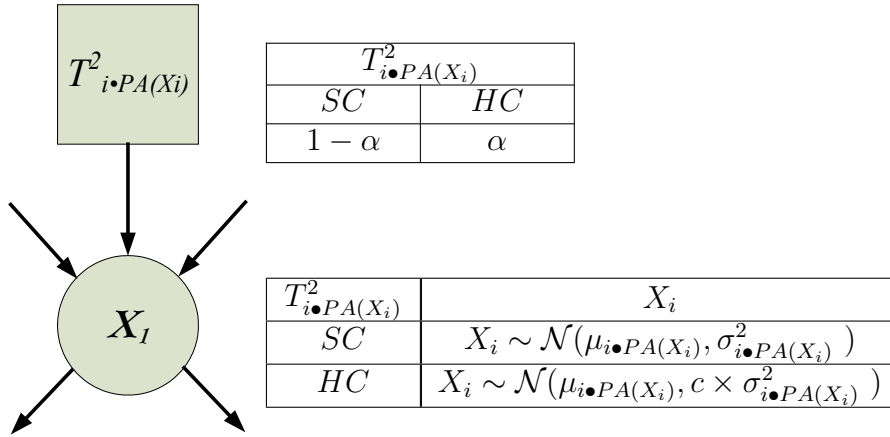 T²ᵢ•PA(Xi)
T²ᵢ●PA(Xᵢ)
SC HC
1 − α α
X₁
T²ᵢ●PA(Xᵢ) Xᵢ
SC Xᵢ ∼ 𝒩(μᵢ●PA(Xᵢ), σ²ᵢ●PA(Xᵢ) )
HC Xᵢ ∼ 𝒩(μᵢ●PA(Xᵢ), c × σ²ᵢ●PA(Xᵢ) )